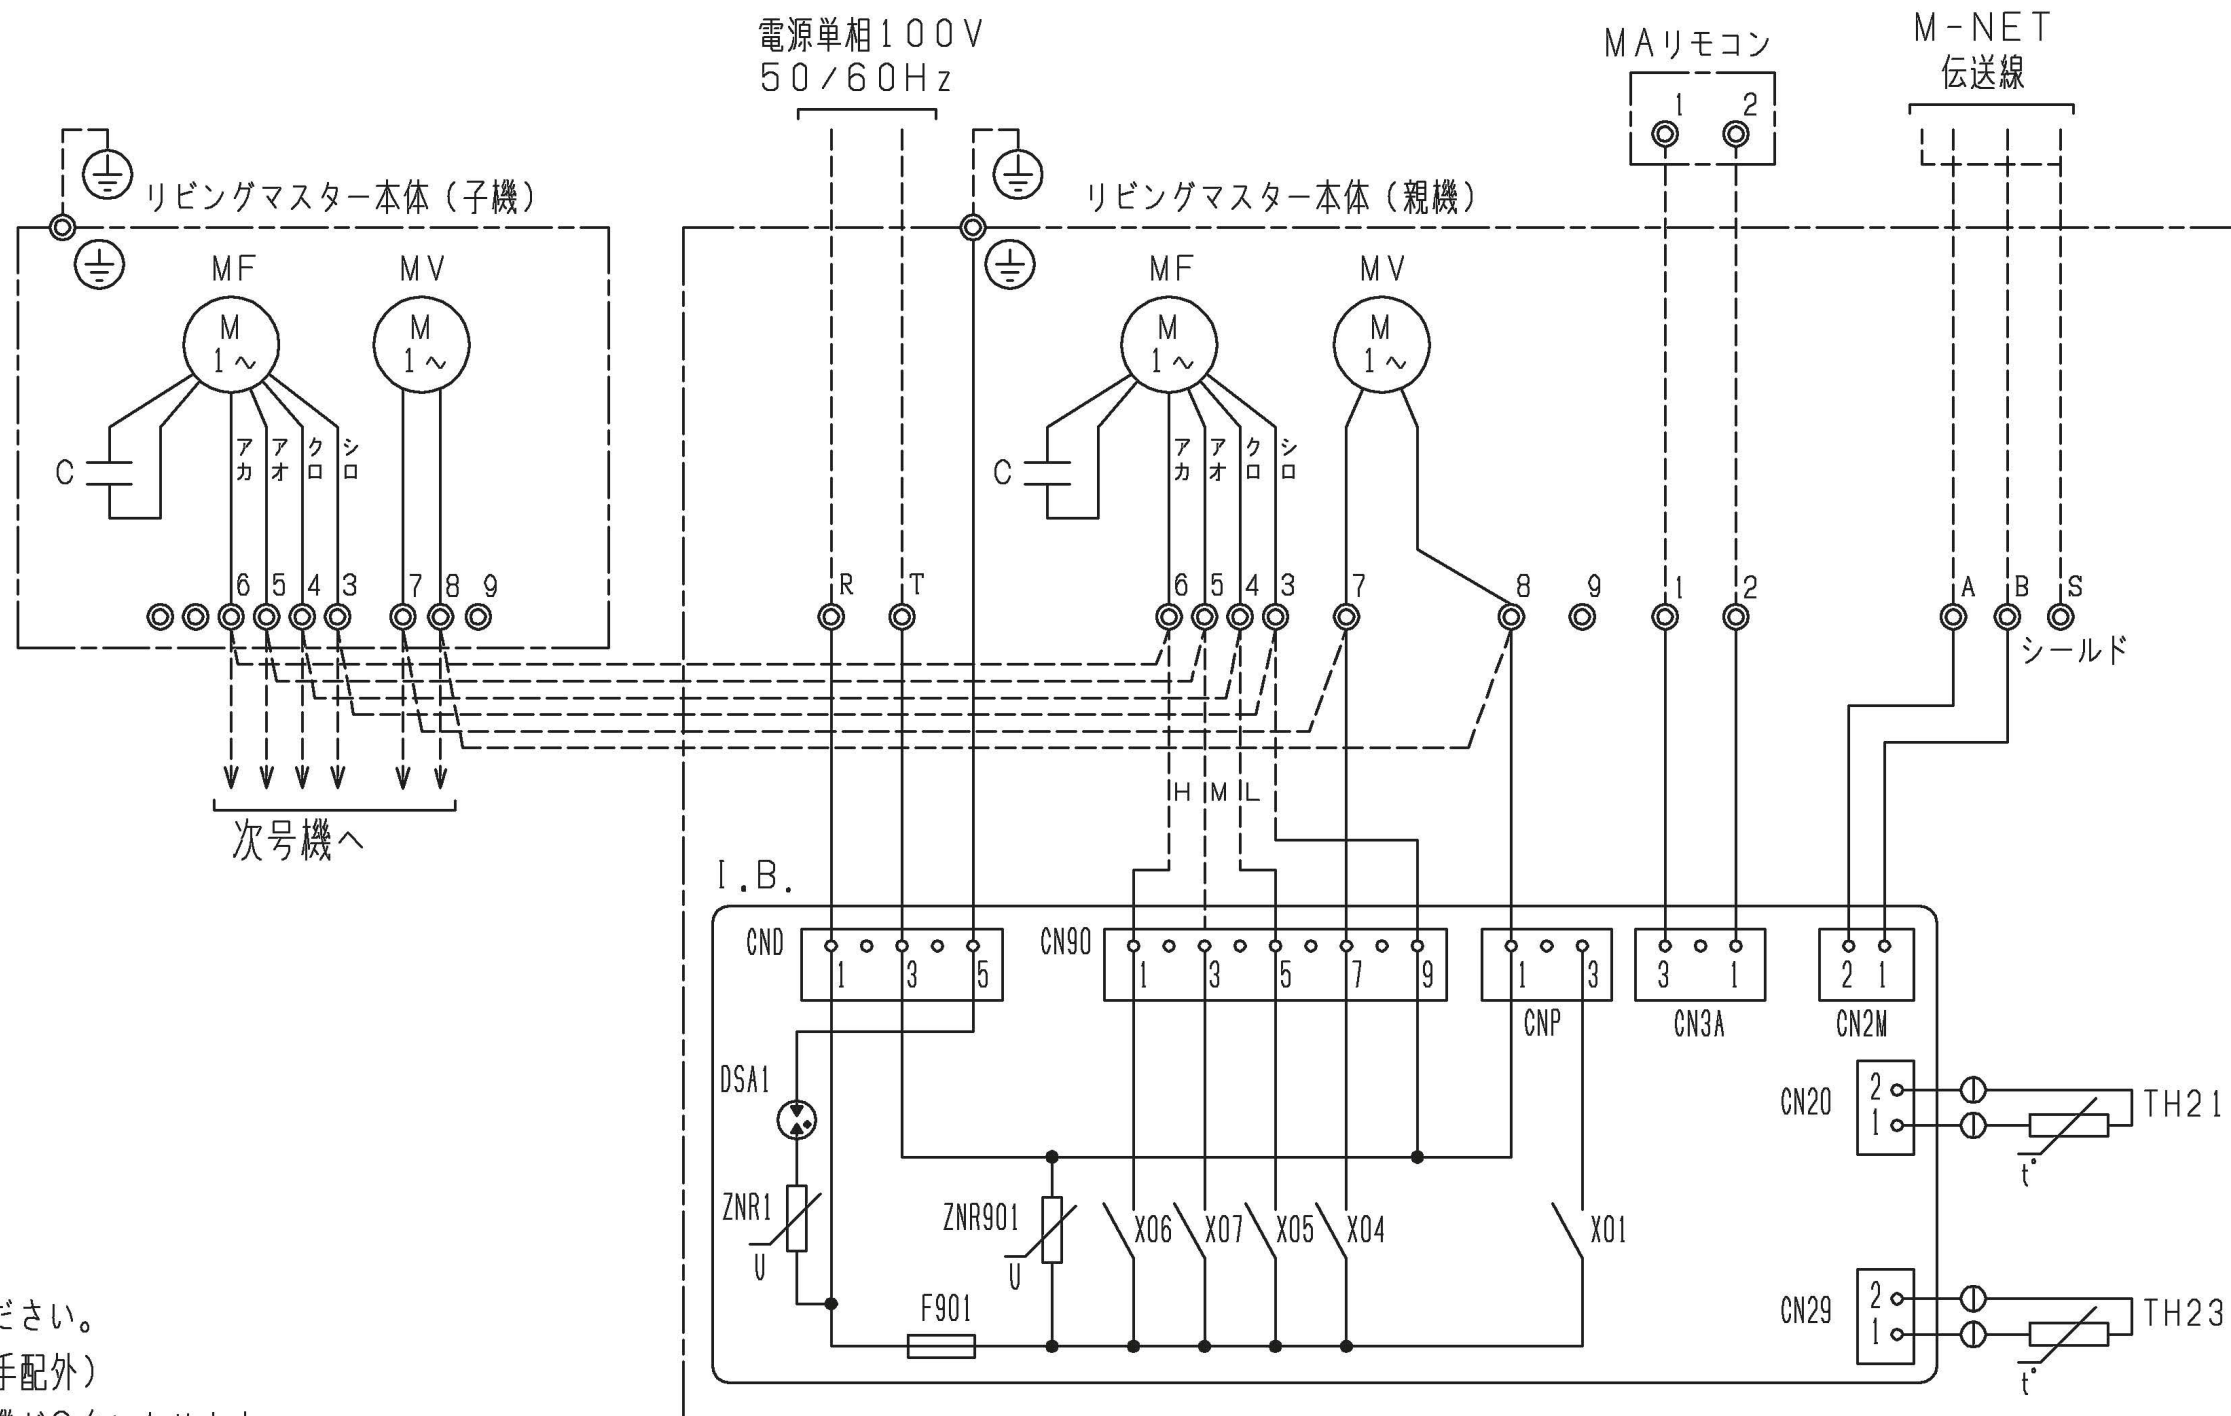 電源単相100V
50/60Hz
MAリモコン
1 2
M-NET
伝送線
リビングマスター本体(子機)
リビングマスター本体(親機)
MF MV
MF MV
M
1~
M
1~
M
1~
M
1~
C
アカ アオ クロ シロ
C
アカ アオ クロ シロ
6 5 4 3 7 8 9
R T
6 5 4 3 7 8 9
1 2
A B S
シールド
H M L
次号機へ
I.B.
CND
1 3 5
CN90
1 3 5 7 9
1 3
CNP
3 1
CN3A
2 1
CN2M
DSA1
CN20
2
1
TH21
t°
ZNR1
U
ZNR901
U
X06 X07 X05 X04 X01
F901
CN29
2
1
TH23
t°
ださい。
手配外)